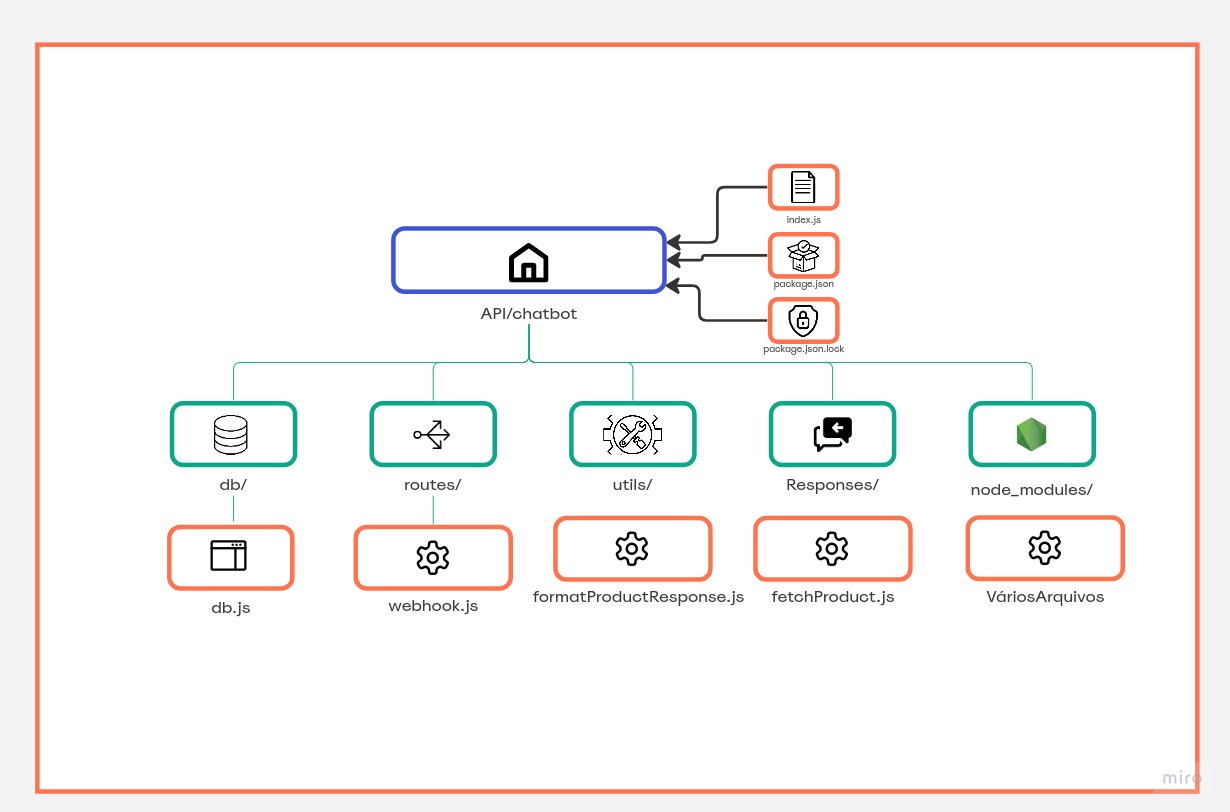 index.js
package.json
API/chatbot
package.json.lock
db/
routes/
utils/
Responses/
node_modules/
db.js
webhook.js
formatProductResponse.js
fetchProduct.js
VáriosArquivos
miro